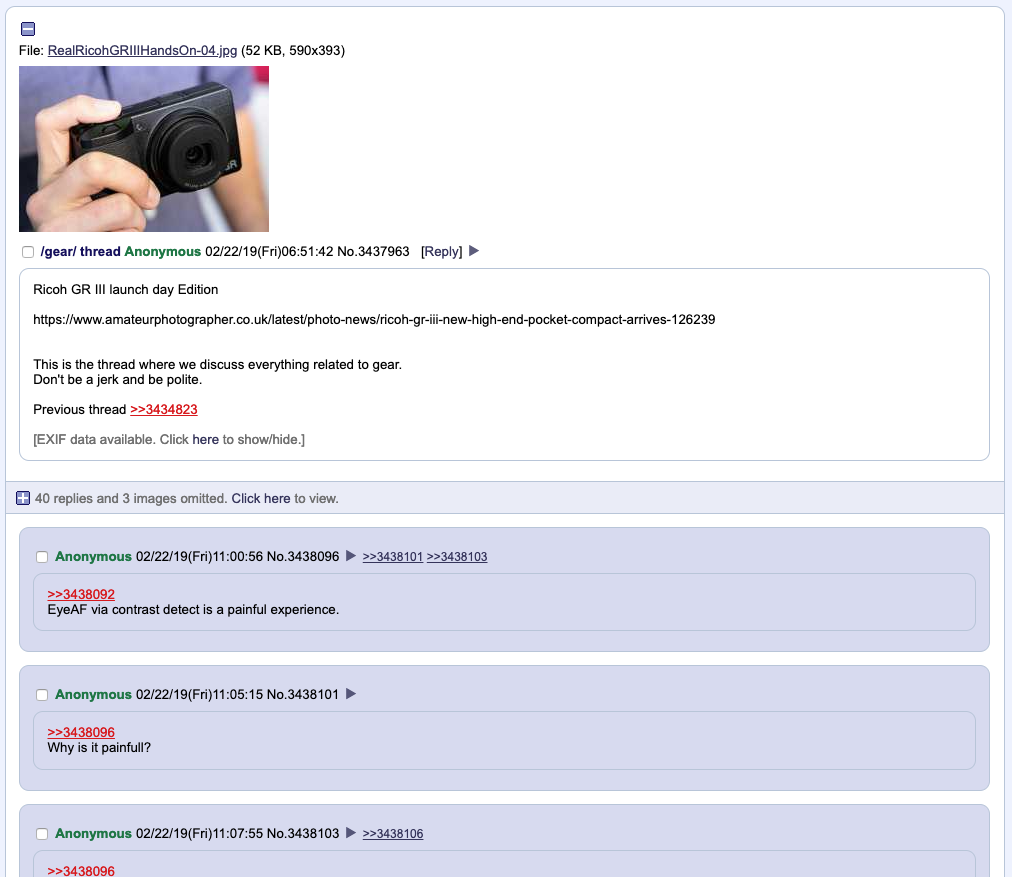 File: RealRicohGRIIIHandsOn-04.jpg (52 KB, 590x393)
GR
/gear/ thread Anonymous 02/22/19(Fri)06:51:42 No.3437963 [Reply] ▶
Ricoh GR III launch day Edition
https://www.amateurphotographer.co.uk/latest/photo-news/ricoh-gr-iii-new-high-end-pocket-compact-arrives-126239
This is the thread where we discuss everything related to gear.
Don't be a jerk and be polite.
Previous thread >>3434823
[EXIF data available. Click here to show/hide.]
40 replies and 3 images omitted. Click here to view.
Anonymous 02/22/19(Fri)11:00:56 No.3438096 ▶ >>3438101 >>3438103
>>3438092
EyeAF via contrast detect is a painful experience.
Anonymous 02/22/19(Fri)11:05:15 No.3438101 ▶
>>3438096
Why is it painfull?
Anonymous 02/22/19(Fri)11:07:55 No.3438103 ▶ >>3438106
>>3438096